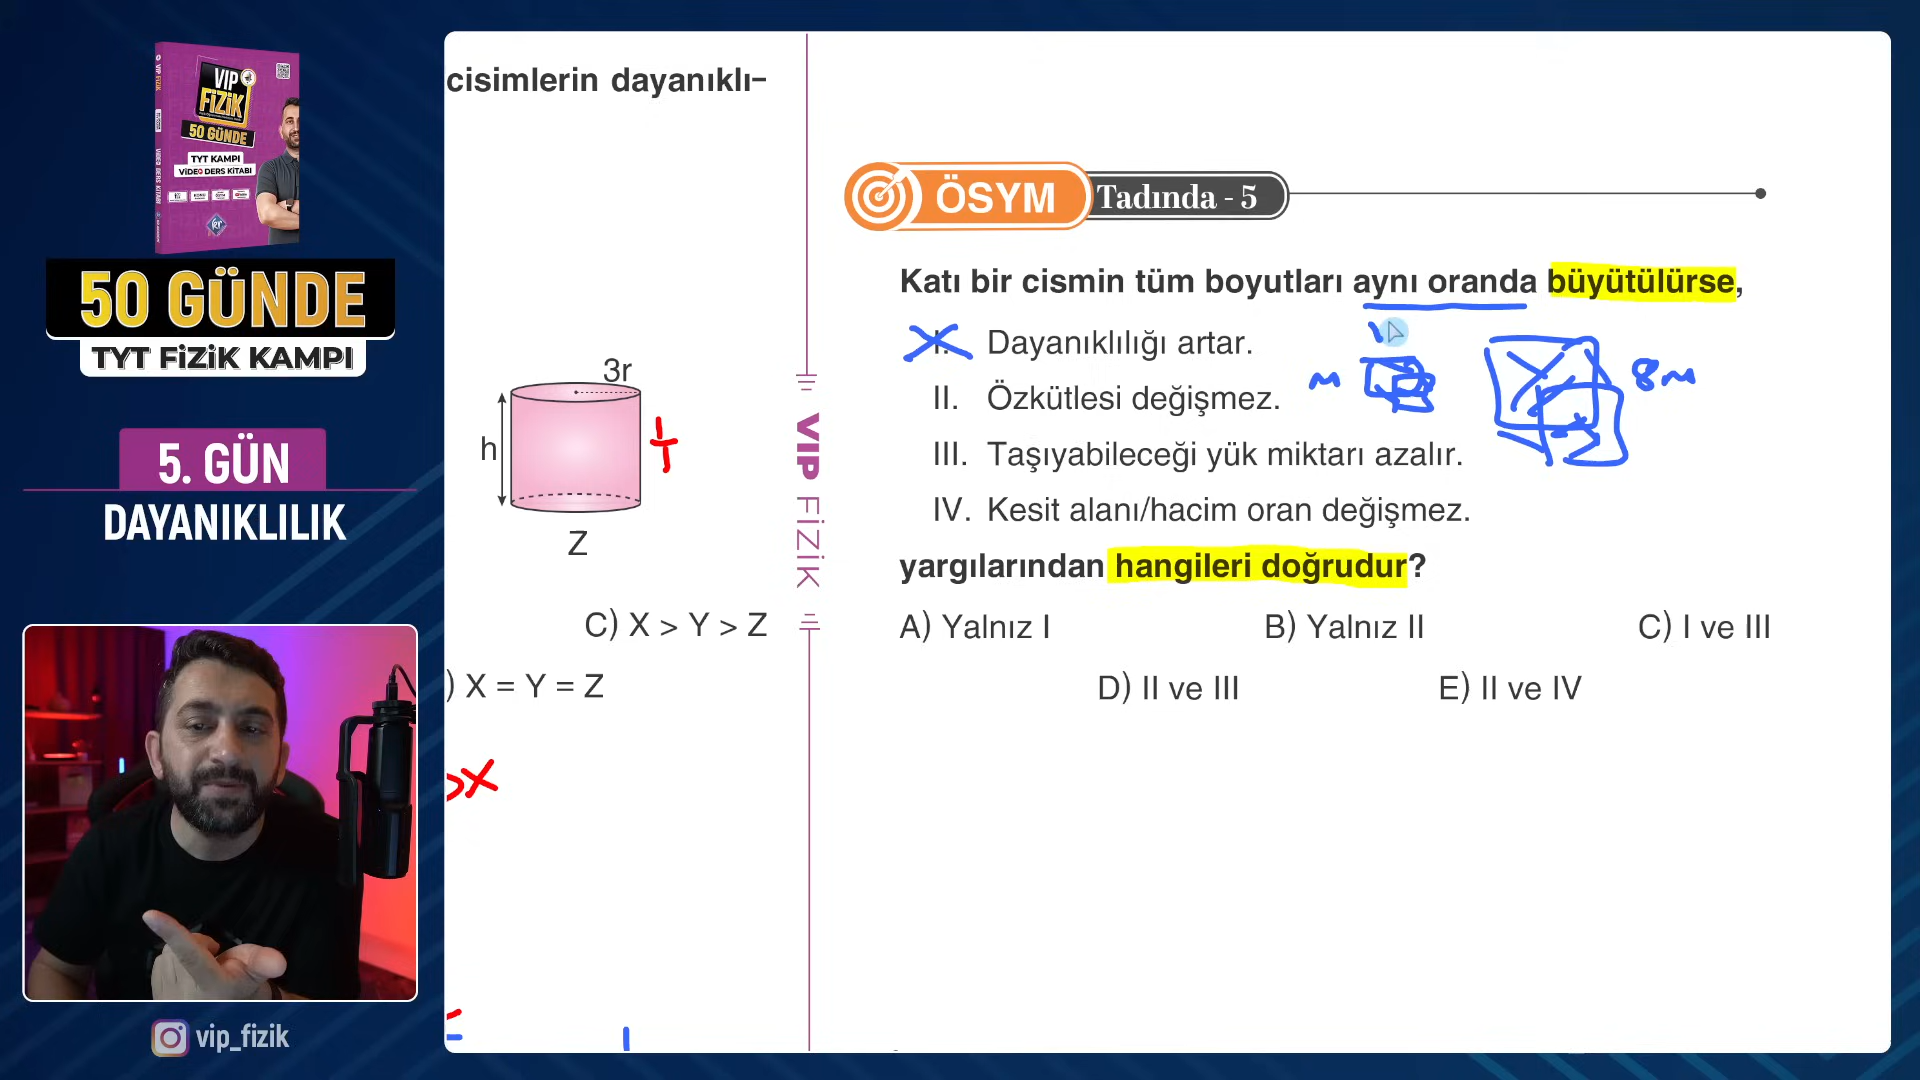 VIP
FİZİK
50 GÜNDE
TYT KAMPI
VİDEO DERS KİTABI
50 GÜNDE
TYT FİZİK KAMPI
5. GÜN
DAYANIKLILIK
vip_fizik
cisimlerin dayanıklı-
3r
h
Z
C) X > Y > Z
) X = Y = Z
VIP FİZİK
ÖSYM Tadında - 5
Katı bir cismin tüm boyutları aynı oranda büyütülürse,
I. Dayanıklılığı artar.
II. Özkütlesi değişmez.
III. Taşıyabileceği yük miktarı azalır.
IV. Kesit alanı/hacim oran değişmez.
m
8m
yargılarından hangileri doğrudur?
A) Yalnız I
B) Yalnız II
C) I ve III
D) II ve III
E) II ve IV